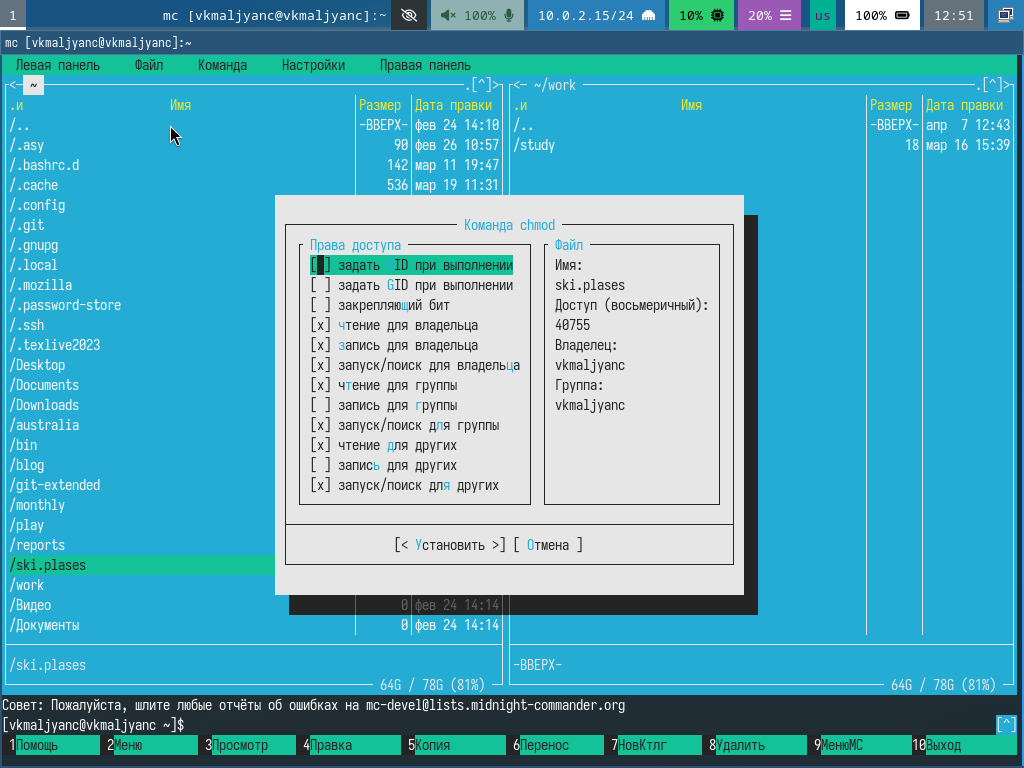 1 mc [vkmaljyanc@vkmaljyanc]:~ 100% 10.0.2.15/24 10% 20% us 100% 12:51
mc [vkmaljyanc@vkmaljyanc]:~
Левая панель Файл Команда Настройки Правая панель
<─ ~ .[^]> <─ ~/work .[^]>
.и Имя Размер Дата правки .и Имя Размер Дата правки
/.. -ВВЕРХ- фев 24 14:10 /.. -ВВЕРХ- апр 7 12:43
/.asy 90 фев 26 10:57 /study 18 мар 16 15:39
/.bashrc.d 142 мар 11 19:47
/.cache 536 мар 19 11:31
/.config
/.git
/.gnupg
/.local
/.mozilla
/.password-store
/.ssh
/.texlive2023
/Desktop
/Documents
/Downloads
/australia
/bin
/blog
/git-extended
/monthly
/play
/reports
/ski.plases
/work
/Видео 0 фев 24 14:14
/Документы 0 фев 24 14:14
Команда chmod
Права доступа
[ ] задать ID при выполнении
[ ] задать GID при выполнении
[ ] закрепляющий бит
[x] чтение для владельца
[x] запись для владельца
[x] запуск/поиск для владельца
[x] чтение для группы
[ ] запись для группы
[x] запуск/поиск для группы
[x] чтение для других
[ ] запись для других
[x] запуск/поиск для других
Файл
Имя:
ski.plases
Доступ (восьмеричный):
40755
Владелец:
vkmaljyanc
Группа:
vkmaljyanc
[< Установить >] [ Отмена ]
/ski.plases -ВВЕРХ-
64G / 78G (81%) 64G / 78G (81%)
Совет: Пожалуйста, шлите любые отчёты об ошибках на mc-devel@lists.midnight-commander.org
[vkmaljyanc@vkmaljyanc ~]$ [^]
1Помощь 2Меню 3Просмотр 4Правка 5Копия 6Перенос 7НовКтлг 8Удалить 9МенюМС 10Выход